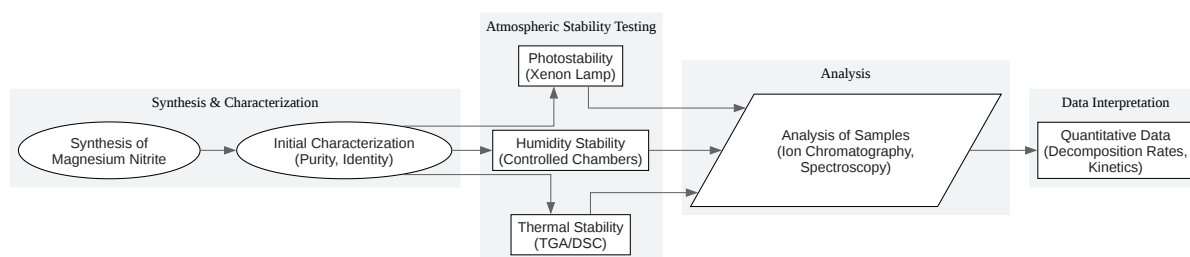 Synthesis & Characterization
Synthesis of
Magnesium Nitrite
Initial Characterization
(Purity, Identity)
Atmospheric Stability Testing
Photostability
(Xenon Lamp)
Humidity Stability
(Controlled Chambers)
Thermal Stability
(TGA/DSC)
Analysis
Analysis of Samples
(Ion Chromatography,
Spectroscopy)
Data Interpretation
Quantitative Data
(Decomposition Rates,
Kinetics)